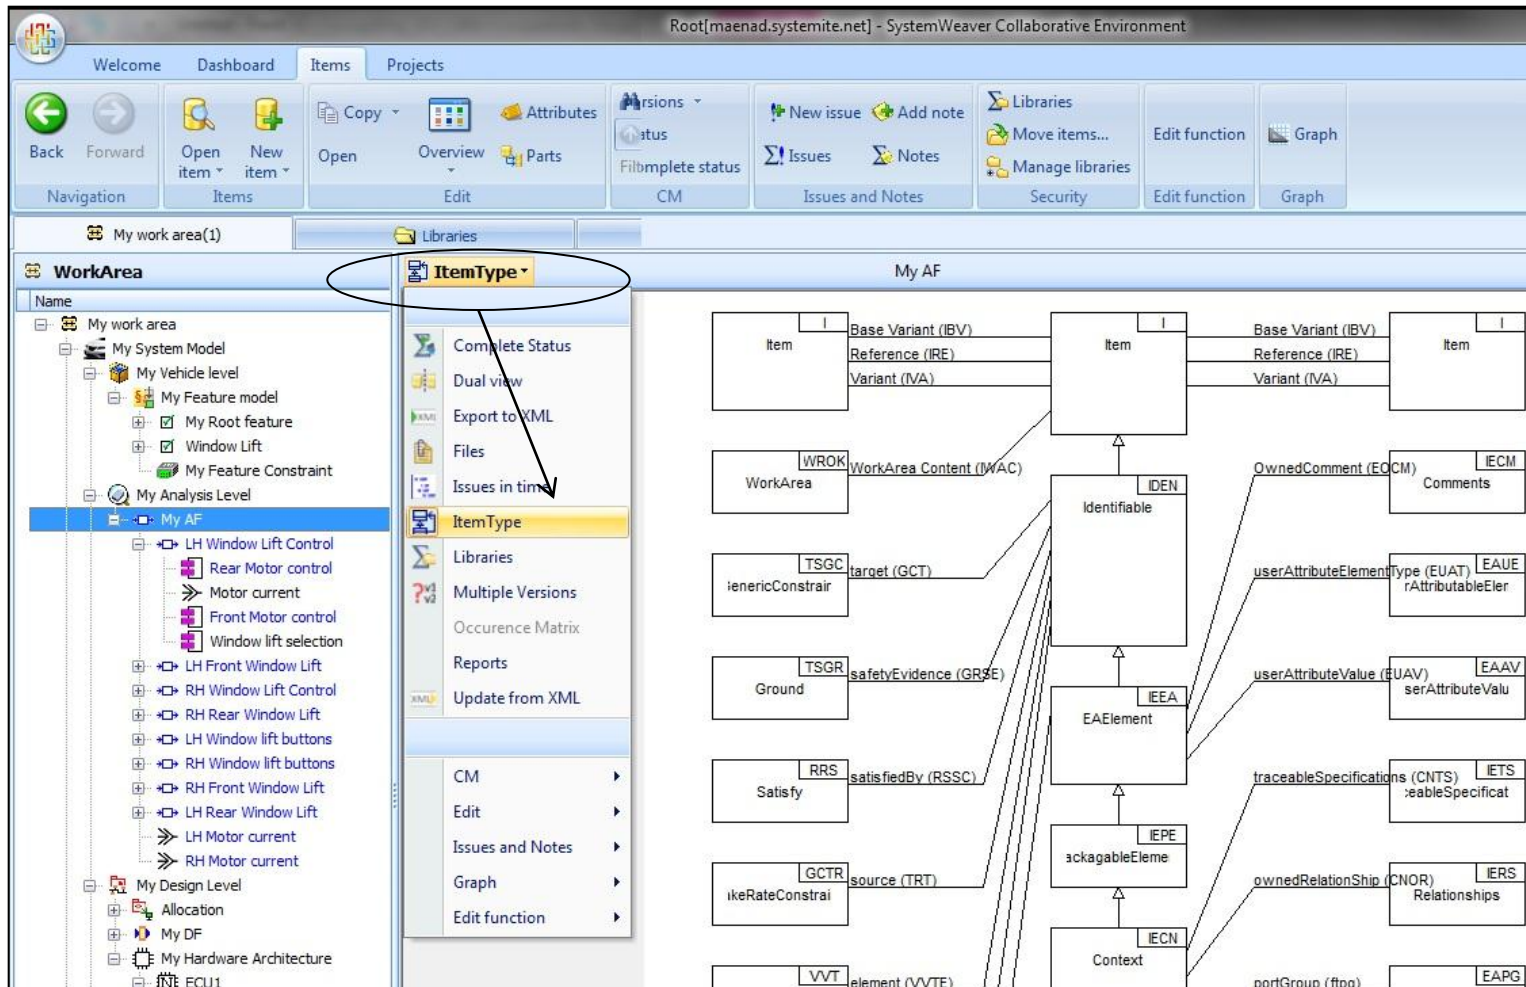 Root[maenad.systemite.net] - SystemWeaver Collaborative Environment
Welcome Dashboard Items Projects
Back Forward
Navigation
Open item New item
Items
Copy Attributes
Open Overview Parts
Edit
rsions
atus
Filomplete status
CM
New issue Add note
Issues Notes
Issues and Notes
Libraries
Move items...
Manage libraries
Security
Edit function
Edit function
Graph
Graph
My work area(1) Libraries
WorkArea
Name
My work area
My System Model
My Vehicle level
My Feature model
My Root feature
Window Lift
My Feature Constraint
My Analysis Level
My AF
LH Window Lift Control
Rear Motor control
Motor current
Front Motor control
Window lift selection
LH Front Window Lift
RH Window Lift Control
RH Rear Window Lift
LH Window lift buttons
RH Window lift buttons
RH Front Window Lift
LH Rear Window Lift
LH Motor current
RH Motor current
My Design Level
Allocation
My DF
My Hardware Architecture
ECU1
ItemType
Complete Status
Dual view
Export to XML
Files
Issues in time
ItemType
Libraries
Multiple Versions
Occurence Matrix
Reports
Update from XML
CM
Edit
Issues and Notes
Graph
Edit function
My AF
I
Item
Base Variant (IBV)
Reference (IRE)
Variant (IVA)
I
Item
Base Variant (IBV)
Reference (IRE)
Variant (IVA)
I
Item
WROK
WorkArea
WorkArea Content (IWAC)
IDEN
Identifiable
OwnedComment (EOCM)
IECM
Comments
TSGC
enericConstrair
target (GCT)
userAttributeElementType (EUAT)
EAUE
rAttributableEler
TSGR
Ground
safetyEvidence (GRSE)
IEEA
EAElement
userAttributeValue (EUAV)
EAAV
serAttributeValu
RRS
Satisfy
satisfiedBy (RSSC)
traceableSpecifications (CNTS)
IETS
eableSpecificat
IEPE
ackagableEleme
GCTR
keRateConstrai
source (TRT)
ownedRelationShip (CNOR)
IERS
Relationships
IECN
Context
VVT
element (VVTE)
portGroup (ftpg)
EAPG